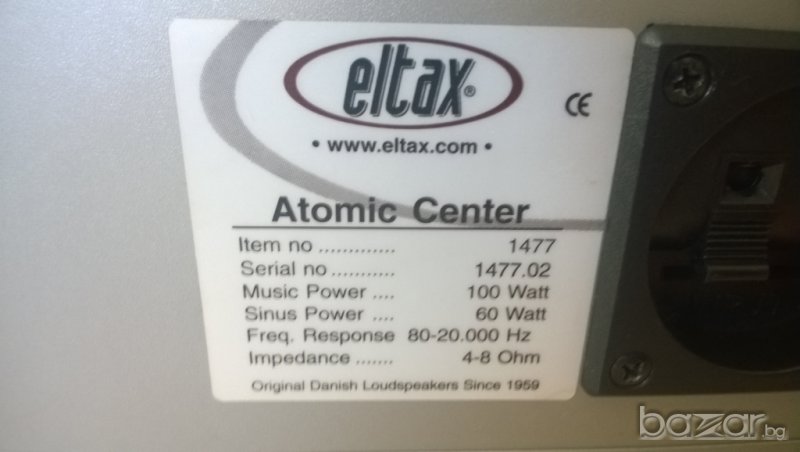 eltax®
• www.eltax.com •
CE
Atomic Center
Item no ............. 1477
Serial no ........... 1477.02
Music Power .... 100 Watt
Sinus Power .... 60 Watt
Freq. Response 80-20.000 Hz
Impedance ....... 4-8 Ohm
Original Danish Loudspeakers Since 1959
bazar.bg